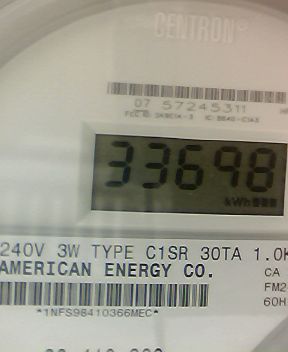 CENTRON®
07 57245311
33698
kWh
240V 3W TYPE C1SR 30TA 1.0K
AMERICAN ENERGY CO.
CA
FM2
60H
*1NFS98410366MEC*